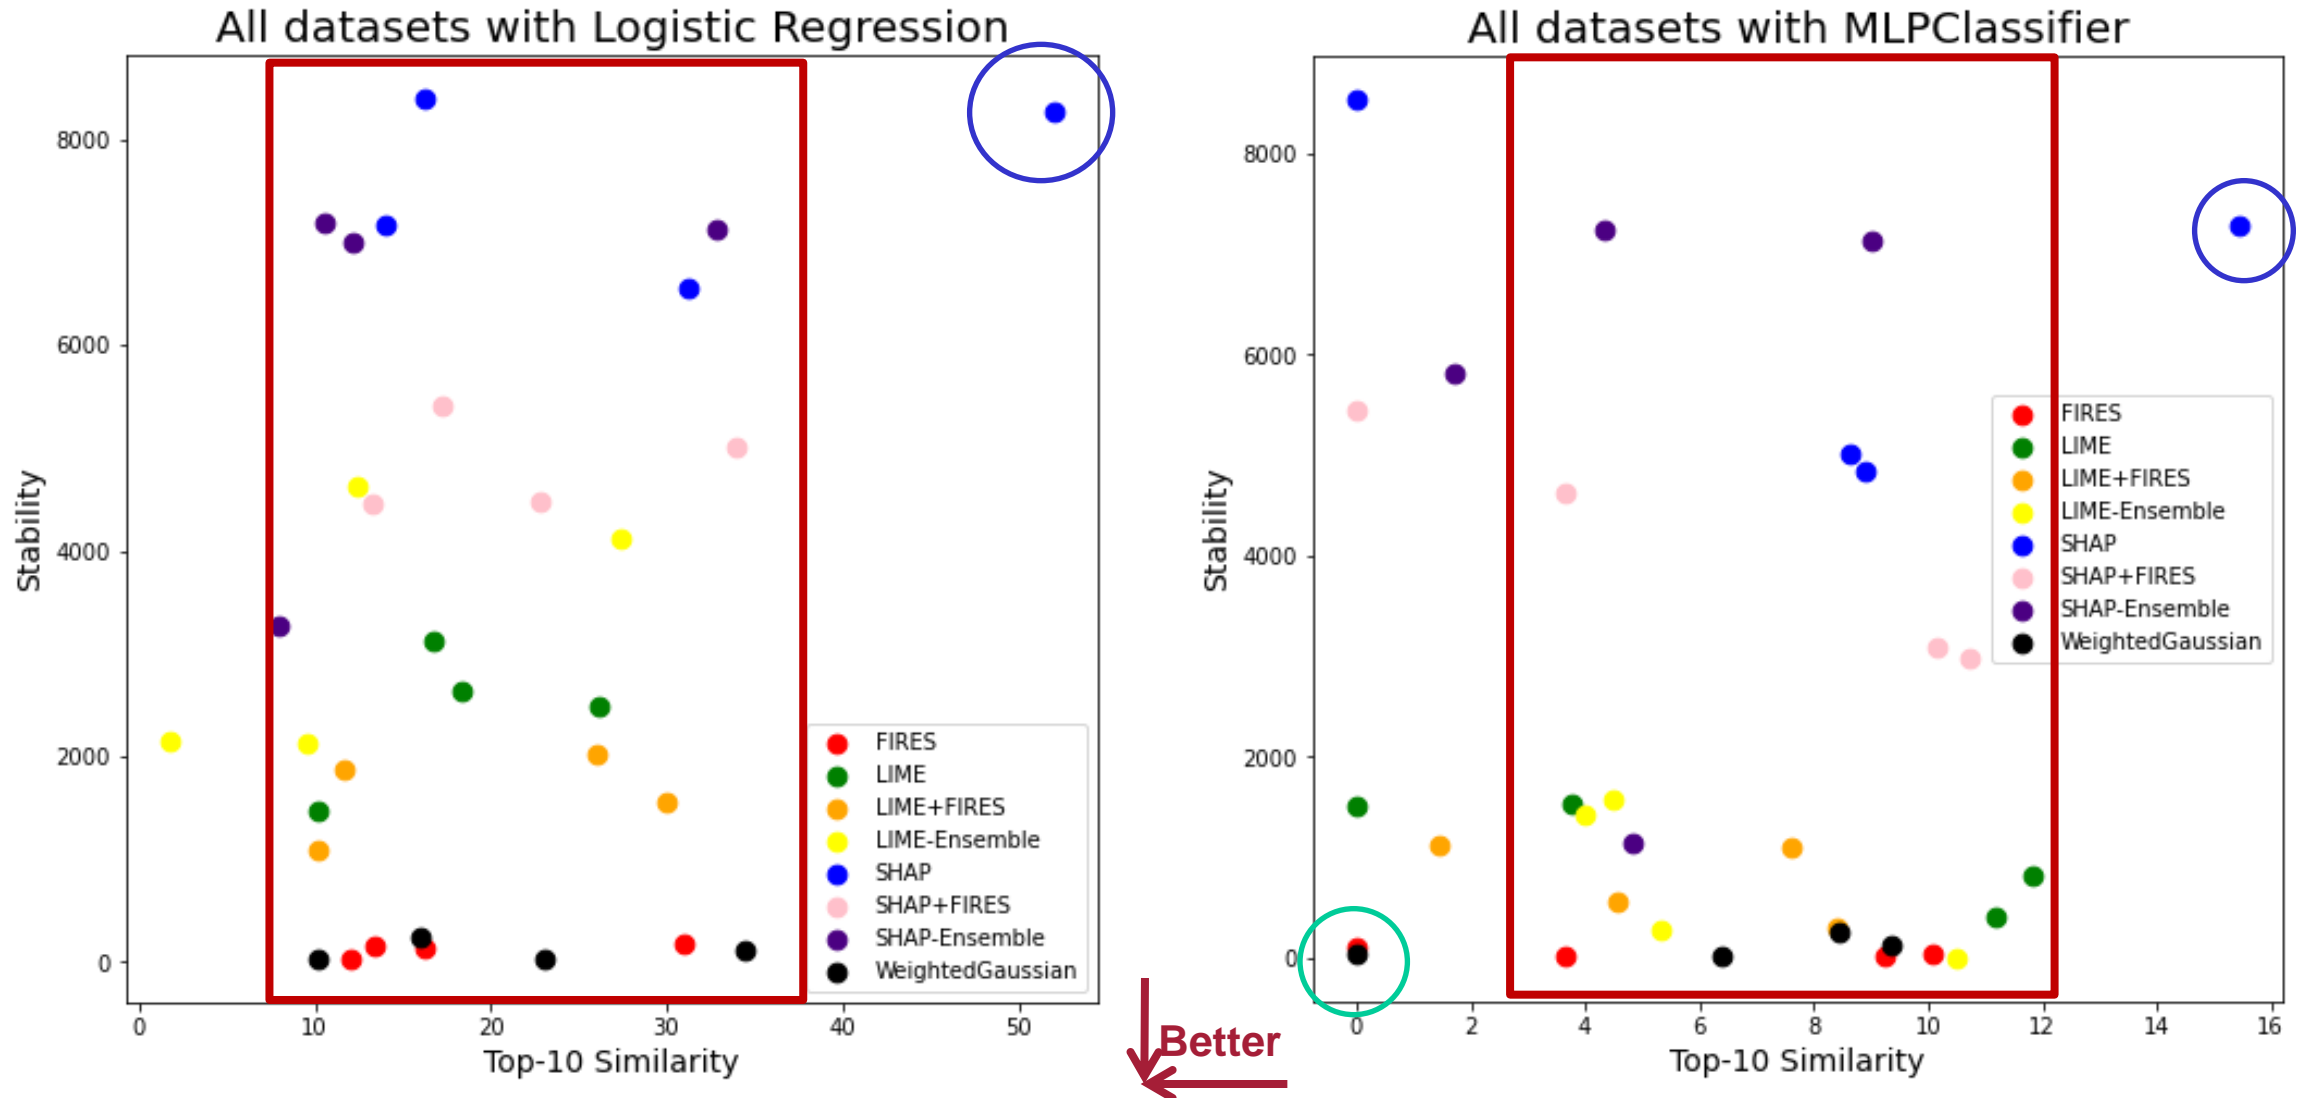 All datasets with Logistic Regression
Stability
8000
6000
4000
2000
0
0 10 20 30 40 50
Top-10 Similarity
FIRES
LIME
LIME+FIRES
LIME-Ensemble
SHAP
SHAP+FIRES
SHAP-Ensemble
WeightedGaussian
Better
All datasets with MLPClassifier
Stability
8000
6000
4000
2000
0
0 2 4 6 8 10 12 14 16
Top-10 Similarity
FIRES
LIME
LIME+FIRES
LIME-Ensemble
SHAP
SHAP+FIRES
SHAP-Ensemble
WeightedGaussian